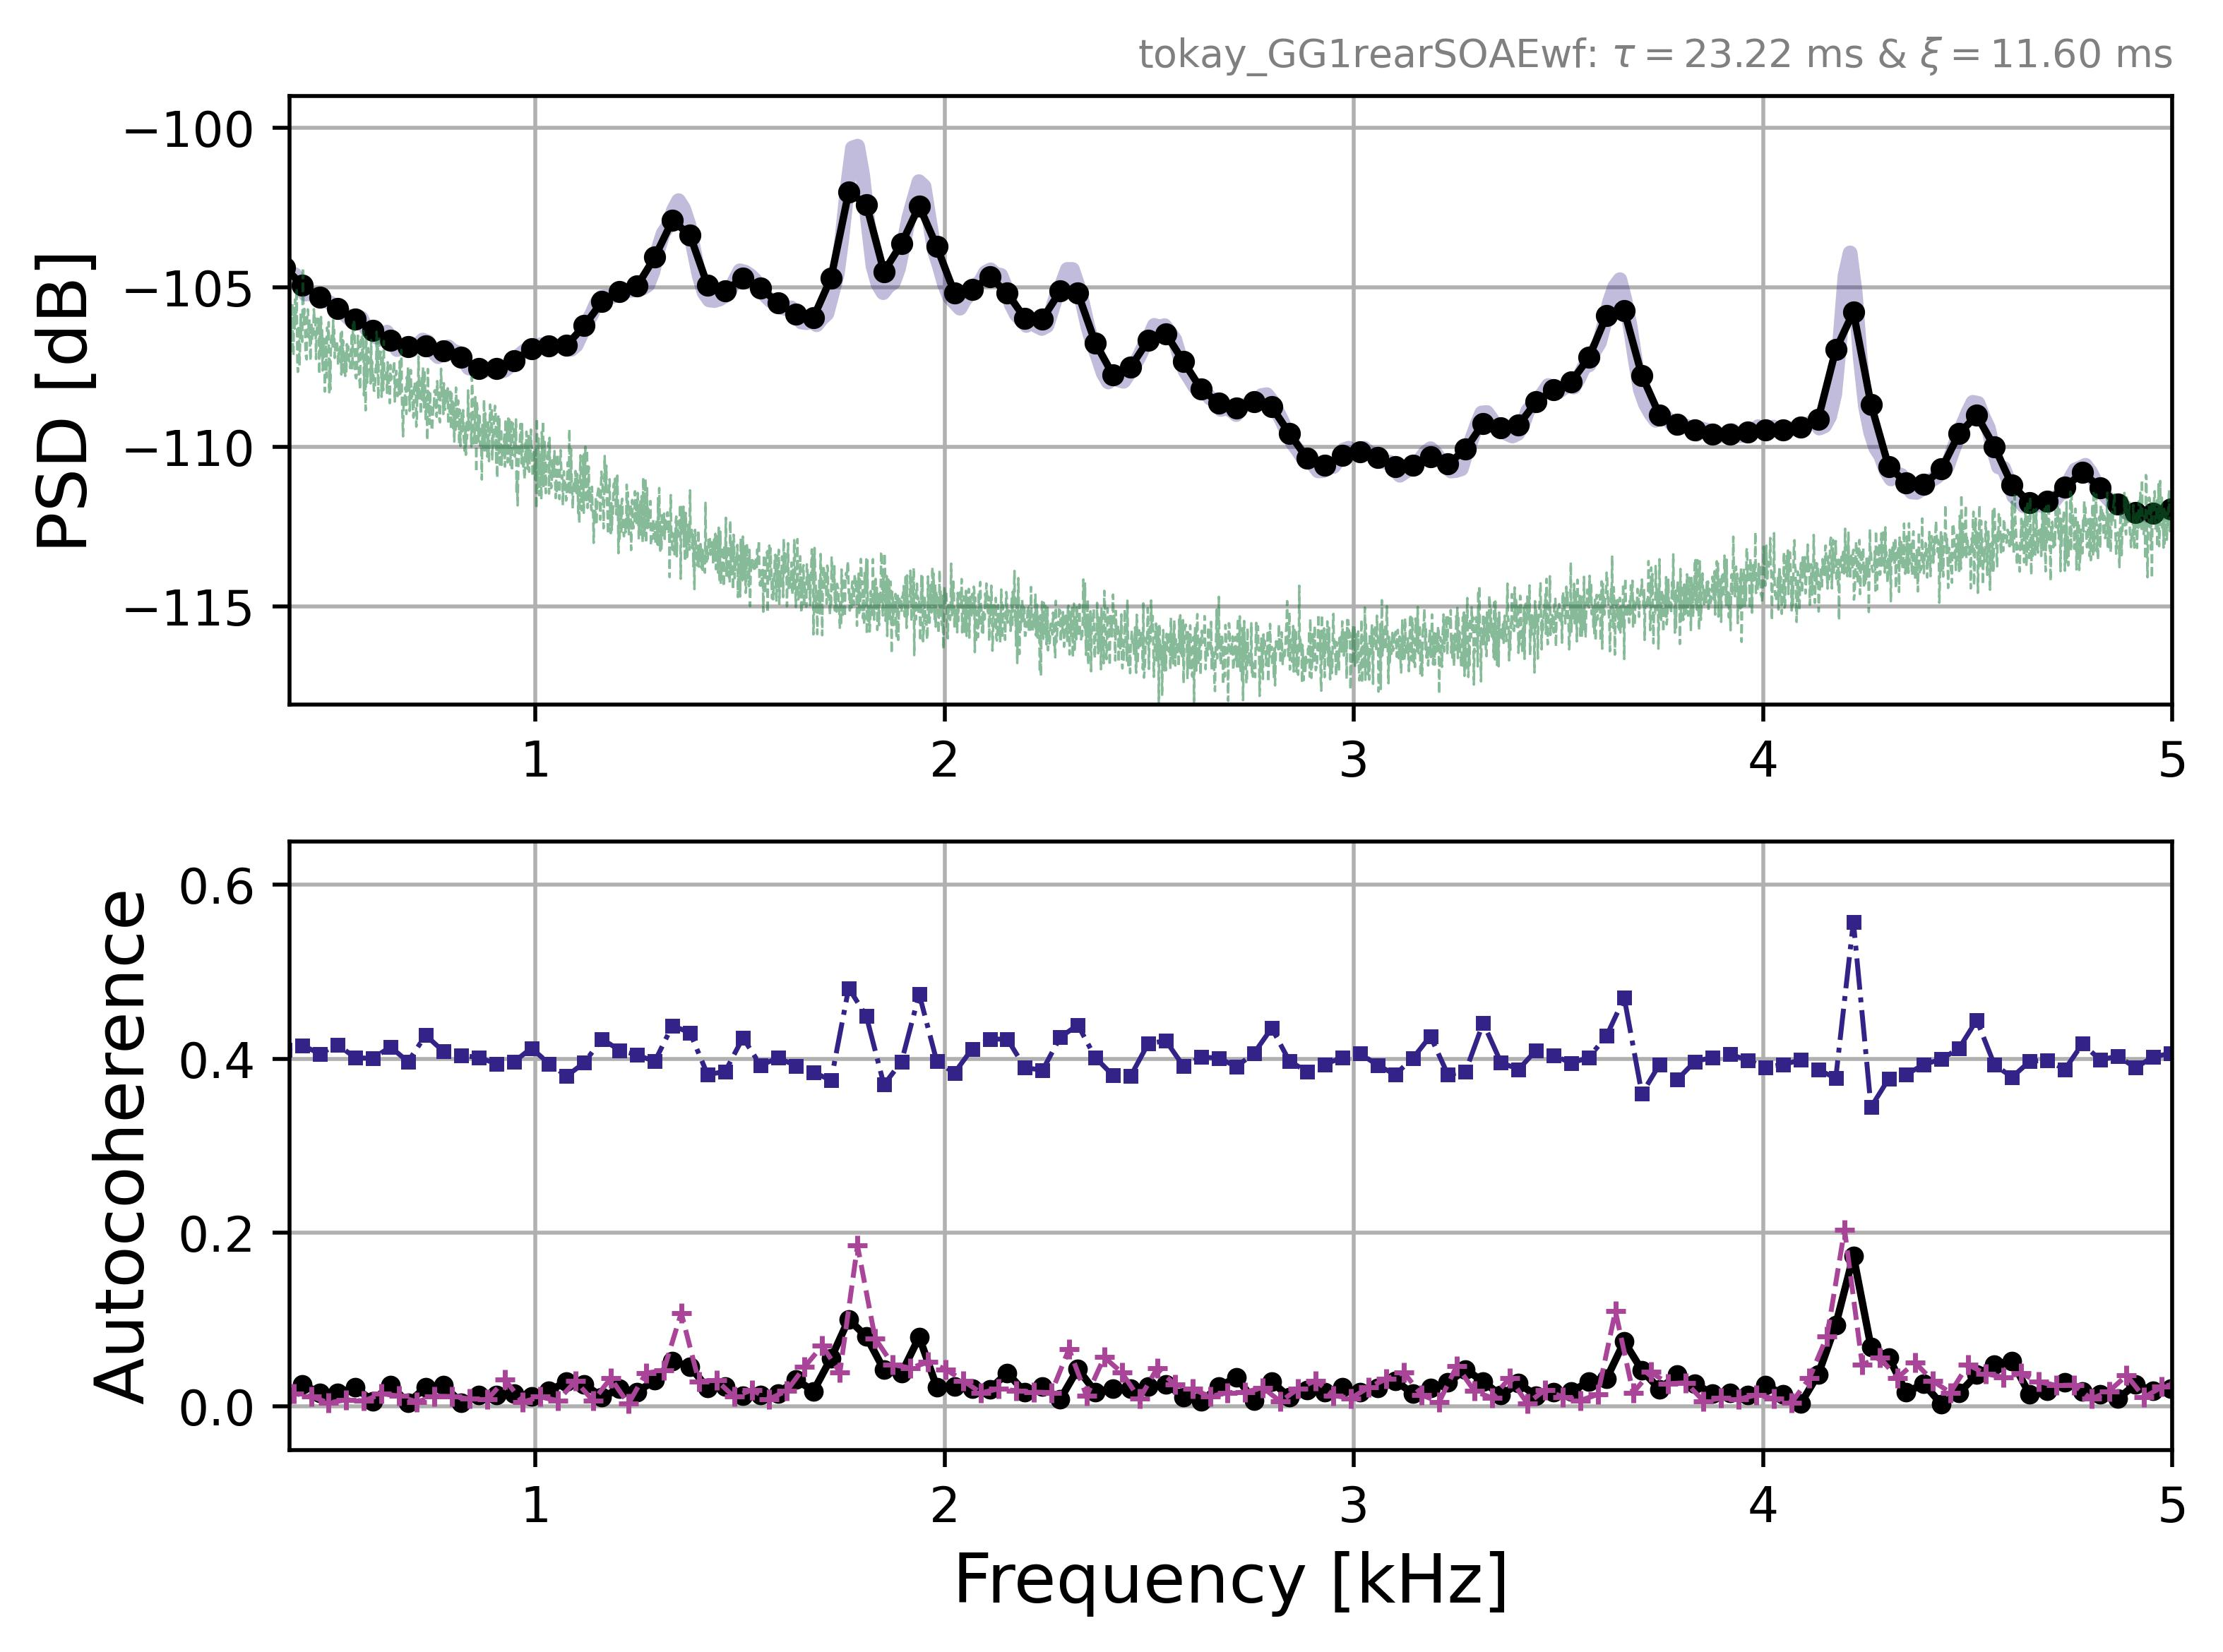 tokay_GG1rearSOAEwf: τ = 23.22 ms & ξ = 11.60 ms
PSD [dB]
−100
−105
−110
−115
1 2 3 4 5
Autocoherence
0.6
0.4
0.2
0.0
1 2 3 4 5
Frequency [kHz]